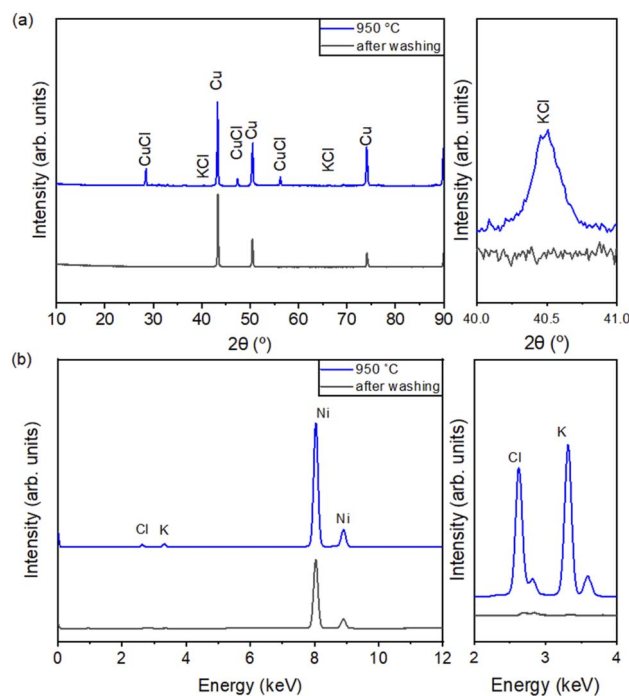 (a)
950 °C
after washing
CuCl
KCl
Cu
CuCl
Cu
CuCl
KCl
Cu
Intensity (arb. units)
10 20 30 40 50 60 70 80 90
2θ (º)
KCl
Intensity (arb. units)
40.0 40.5 41.0
2θ (º)
(b)
950 °C
after washing
Cl K Ni Ni
Intensity (arb. units)
0 2 4 6 8 10 12
Energy (keV)
Cl K
Intensity (arb. units)
2 3 4
Energy (keV)